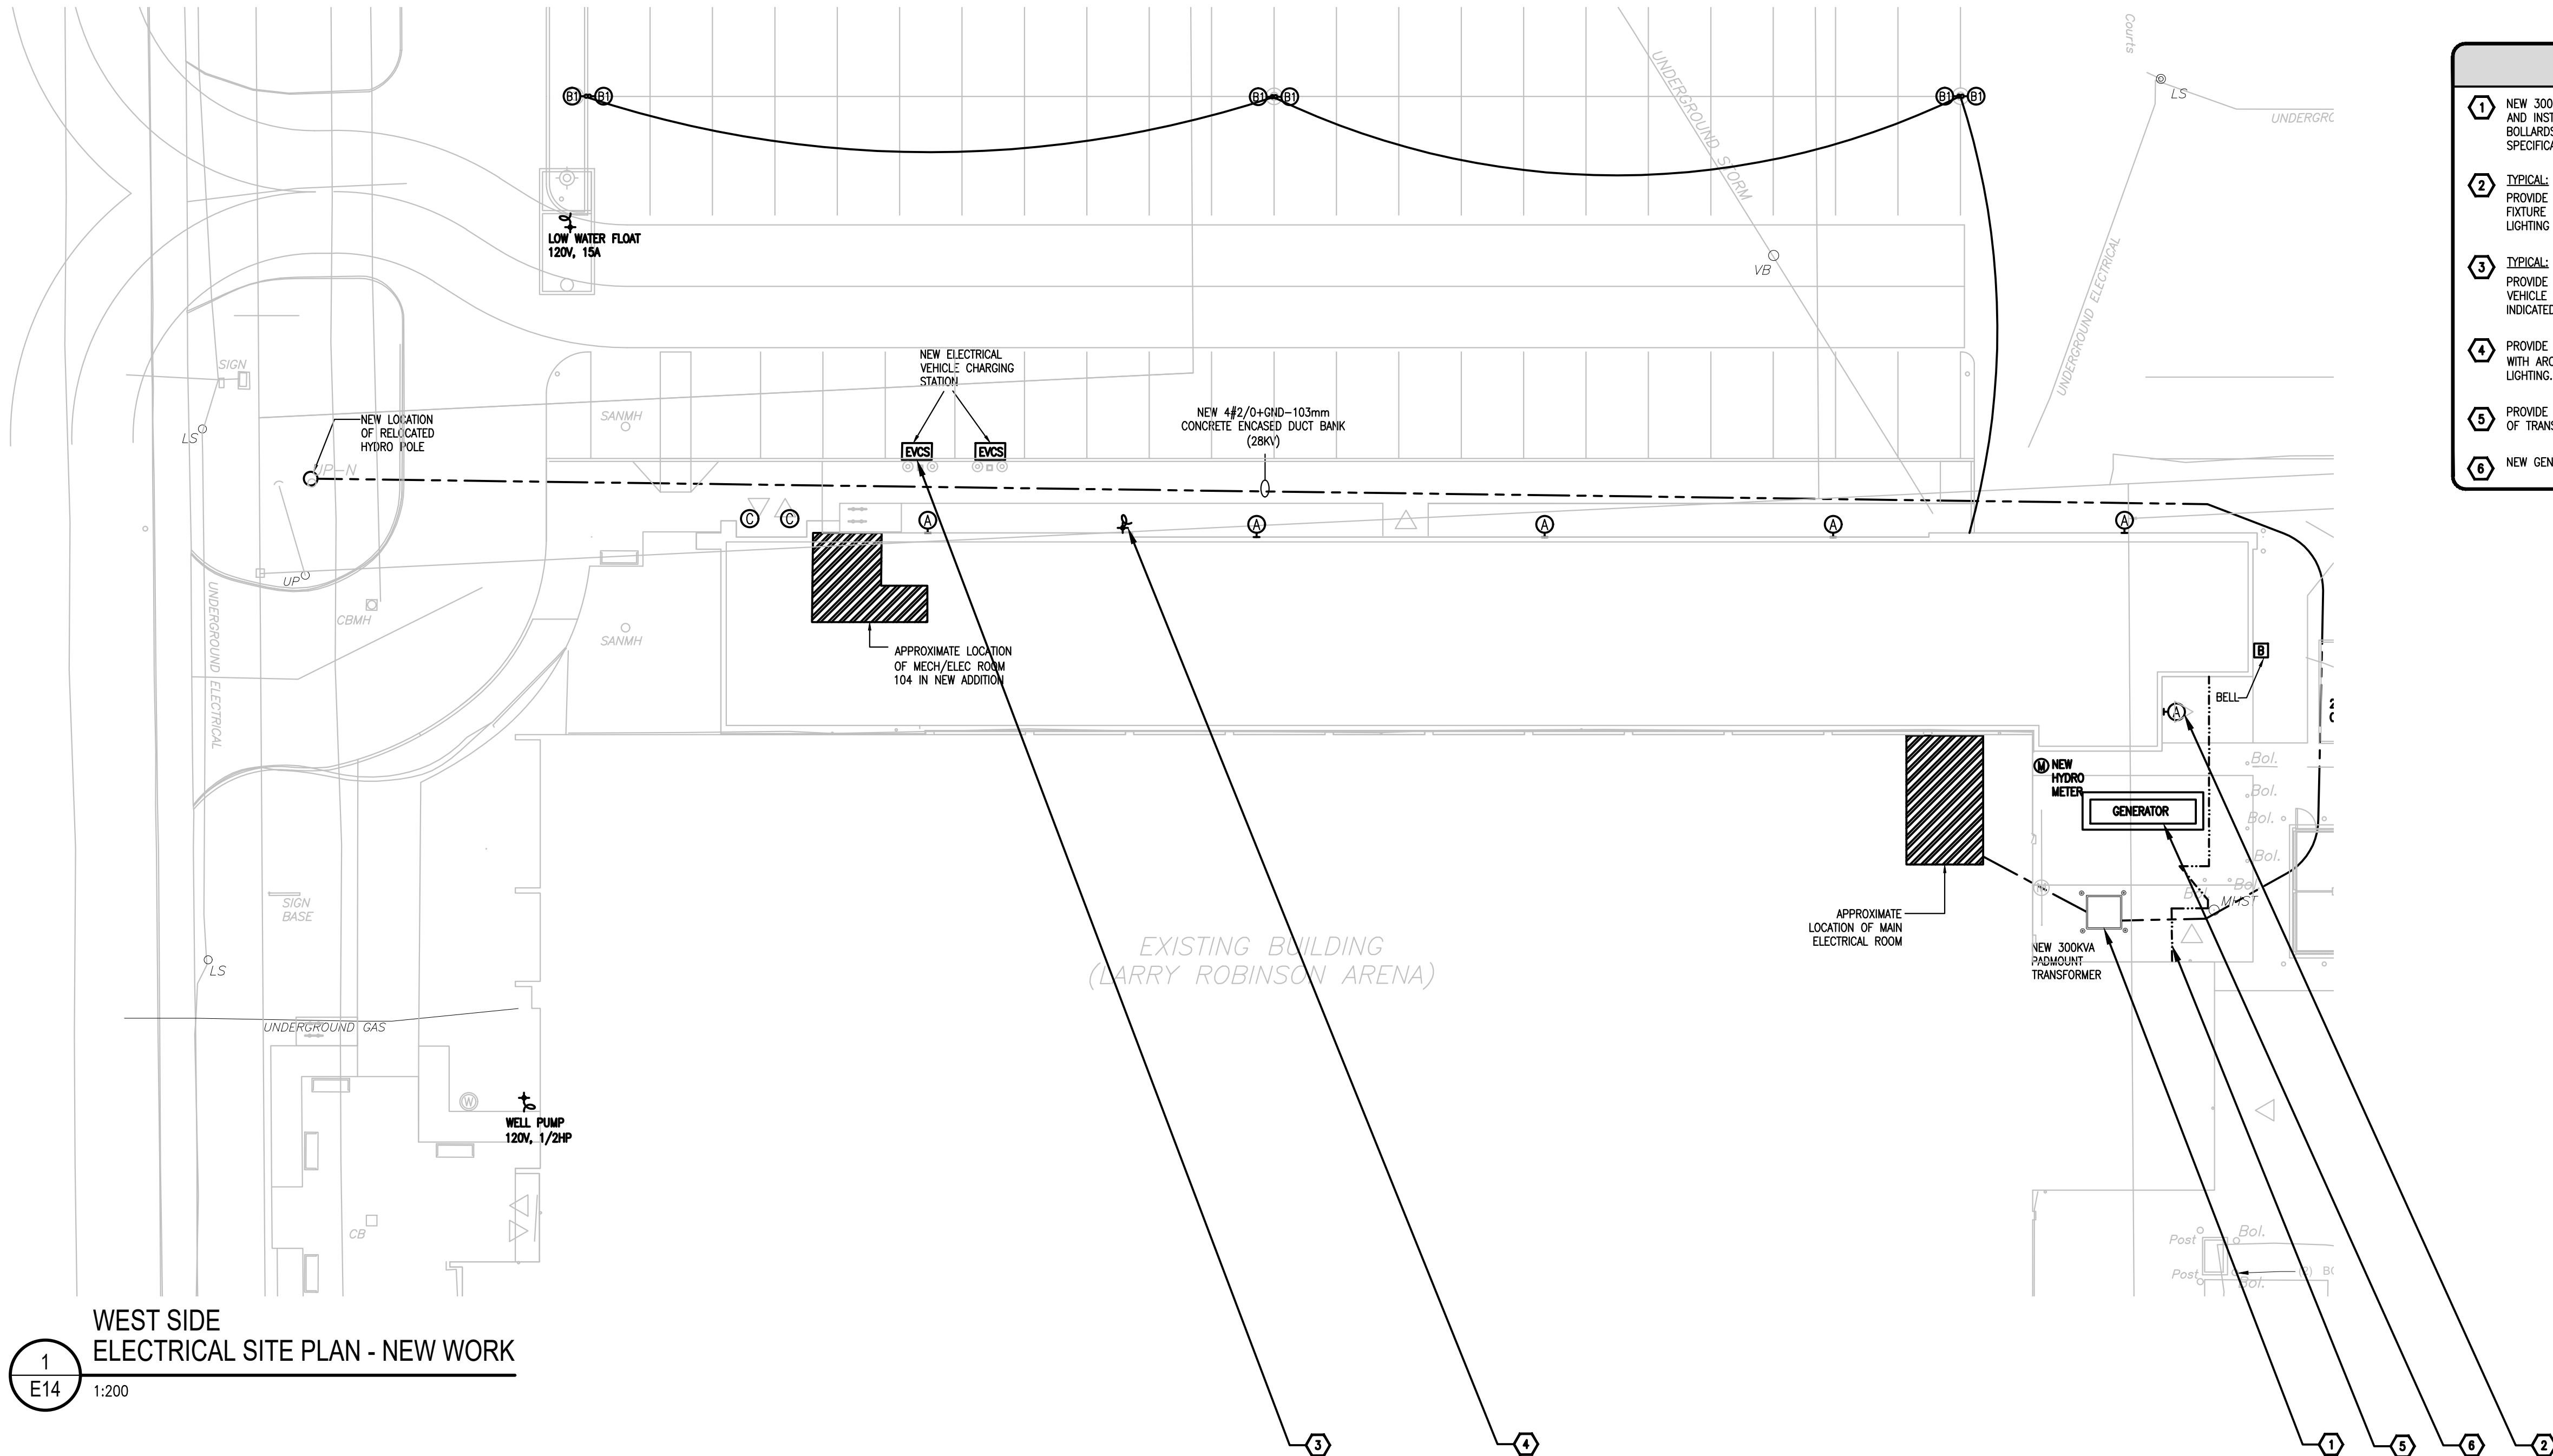 Courts
LS
UNDERGROUND STORM
B1
B1
B1
B1
B1
B1
LOW WATER FLOAT
120V, 15A
VB
UNDERGROUND ELECTRICAL
SIGN
NEW ELECTRICAL
VEHICLE CHARGING
STATION
NEW LOCATION
OF RELOCATED
HYDRO POLE
LS
SANMH
NEW 4#2/0+GND-103mm
CONCRETE ENCASED DUCT BANK
(28KV)
EVCS
EVCS
UP-N
C
C
A
A
A
A
A
UP
CBMH
SANMH
UNDERGROUND ELECTRICAL
APPROXIMATE LOCATION
OF MECH/ELEC ROOM
104 IN NEW ADDITION
B
BELL
A
M
NEW
HYDRO
METER
GENERATOR
Bol.
Bol.
Bol.
Bol.
Bol.
MHST
SIGN
BASE
APPROXIMATE
LOCATION OF MAIN
ELECTRICAL ROOM
NEW 300KVA
PADMOUNT
TRANSFORMER
EXISTING BUILDING
(LARRY ROBINSON ARENA)
LS
UNDERGROUND GAS
W
WELL PUMP
120V, 1/2HP
CB
Post
Bol.
Post
Bol.
WEST SIDE
ELECTRICAL SITE PLAN - NEW WORK
1
E14
1:200
3
4
1
5
6
2
1 NEW 300
AND INST
BOLLARDS
2 TYPICAL:
PROVIDE
FIXTURE
LIGHTING
3 TYPICAL:
PROVIDE
VEHICLE
INDICATED
4 PROVIDE
WITH ARC
LIGHTING.
5 PROVIDE
OF TRANS
6 NEW GEN